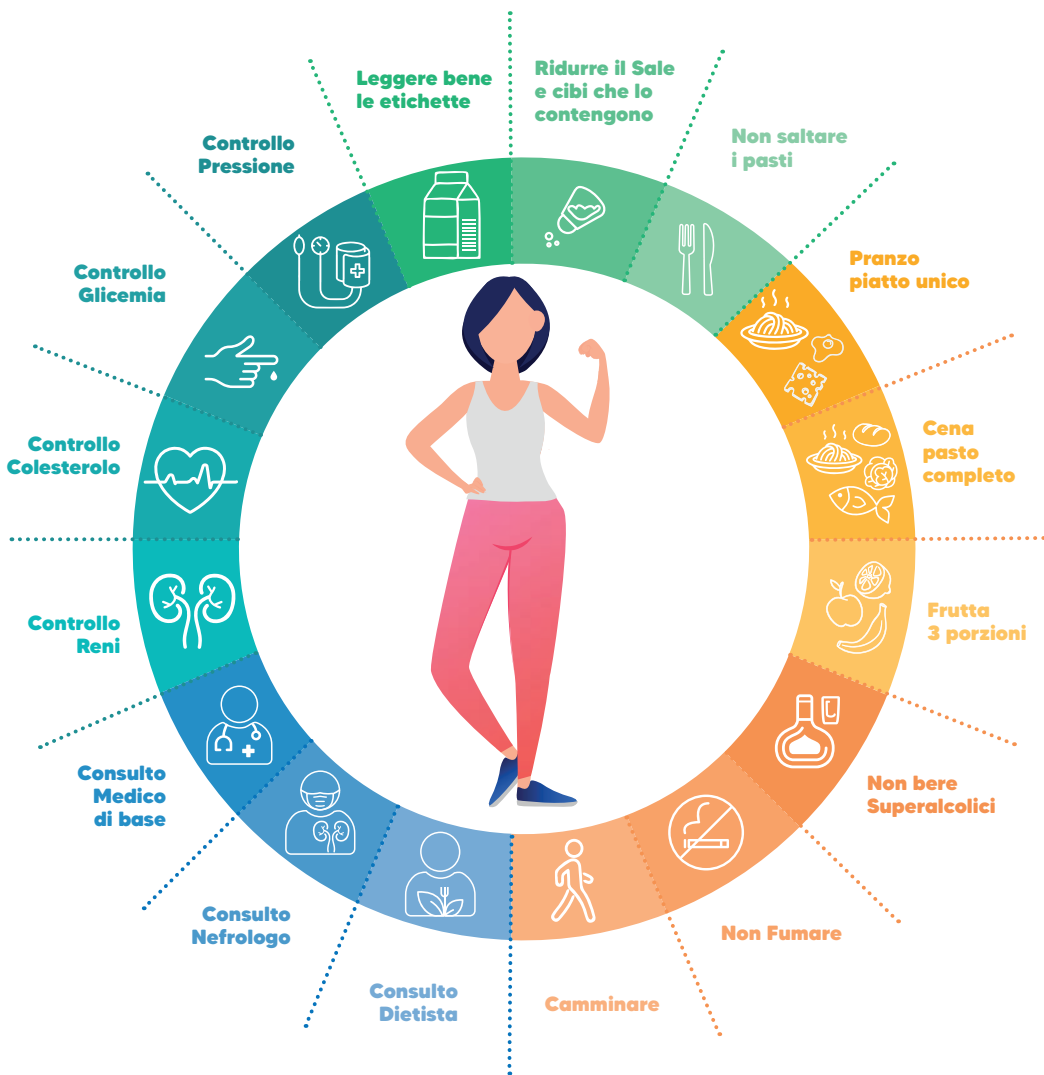 Leggere bene
le etichette
Ridurre il Sale
e cibi che lo
contengono
Non saltare
i pasti
Pranzo
piatto unico
Cena
pasto
completo
Frutta
3 porzioni
Non bere
Superalcolici
Non Fumare
Camminare
Consulto
Dietista
Consulto
Nefrologo
Consulto
Medico
di base
Controllo
Reni
Controllo
Colesterolo
Controllo
Glicemia
Controllo
Pressione